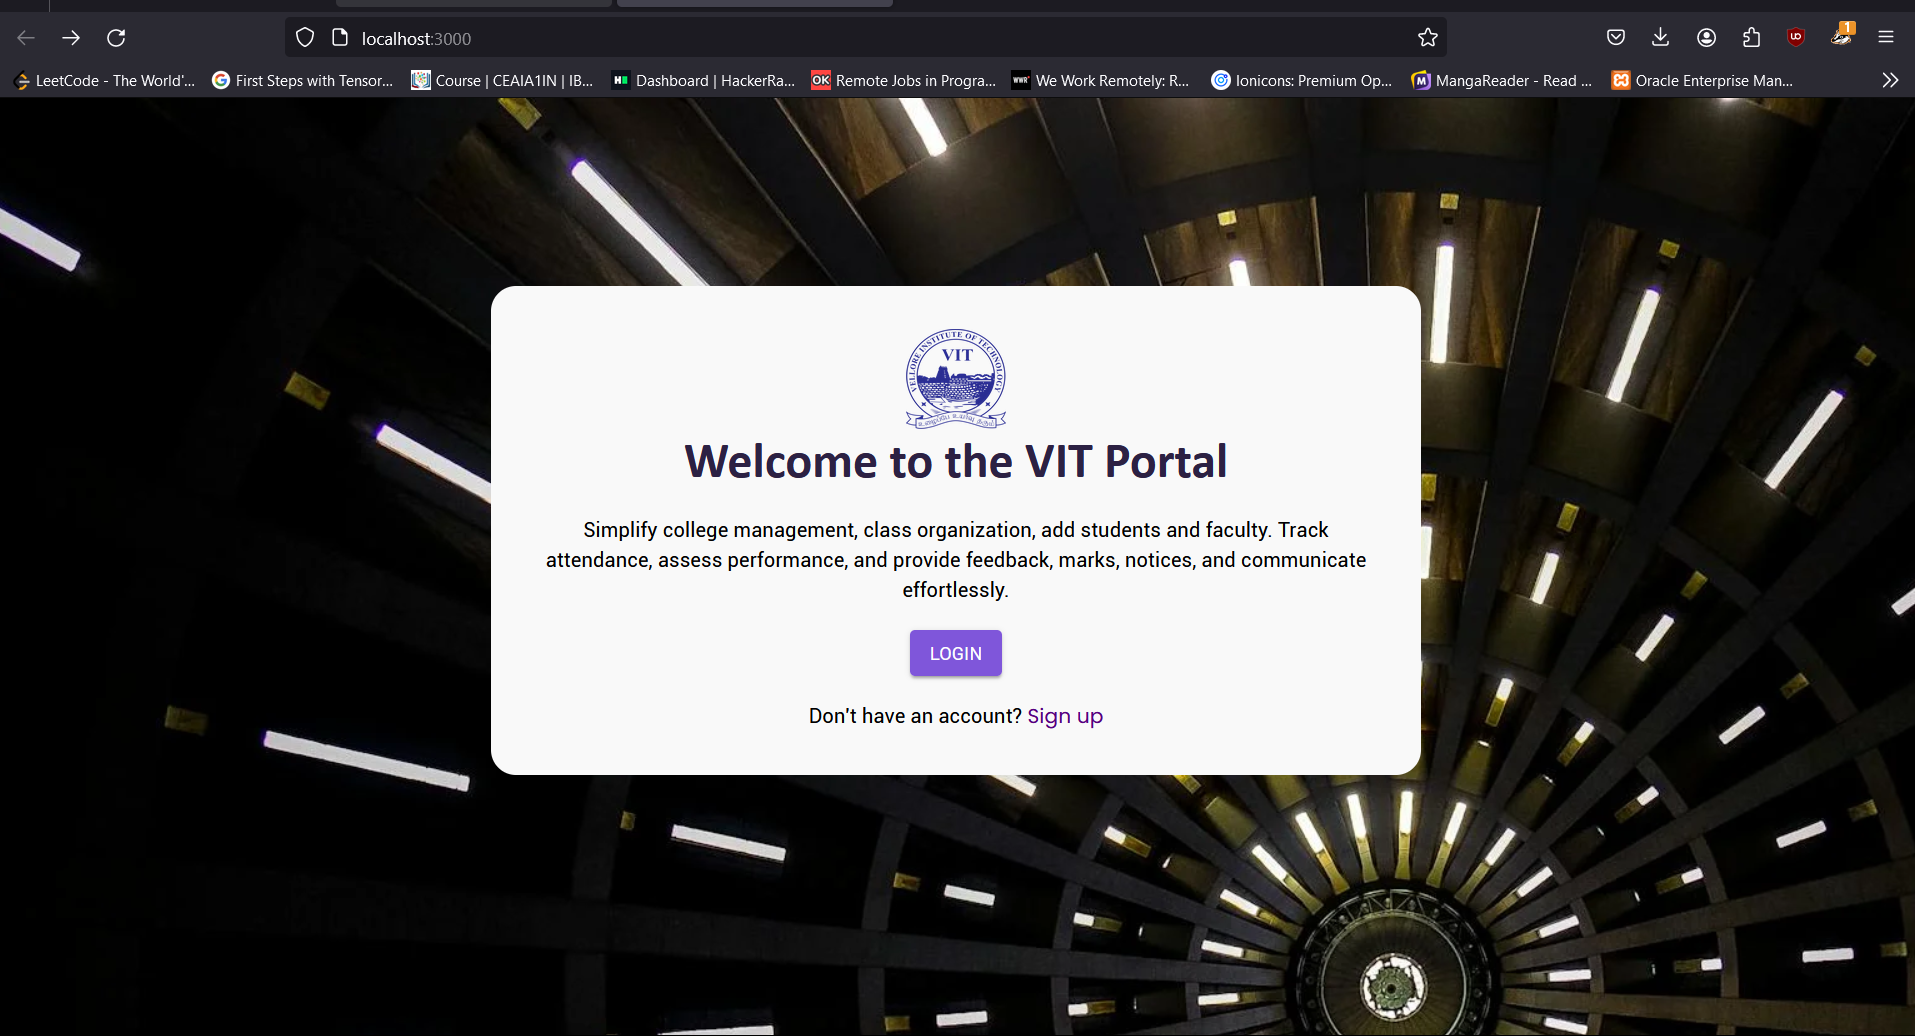 localhost:3000
1
LeetCode - The World'... First Steps with Tensor... Course | CEAIA1IN | IB... Dashboard | HackerRa... Remote Jobs in Progra... We Work Remotely: R... Ionicons: Premium Op... MangaReader - Read ... Oracle Enterprise Man...
VELLORE INSTITUTE OF TECHNOLOGY
VIT
Welcome to the VIT Portal
Simplify college management, class organization, add students and faculty. Track
attendance, assess performance, and provide feedback, marks, notices, and communicate
effortlessly.
LOGIN
Don't have an account? Sign up